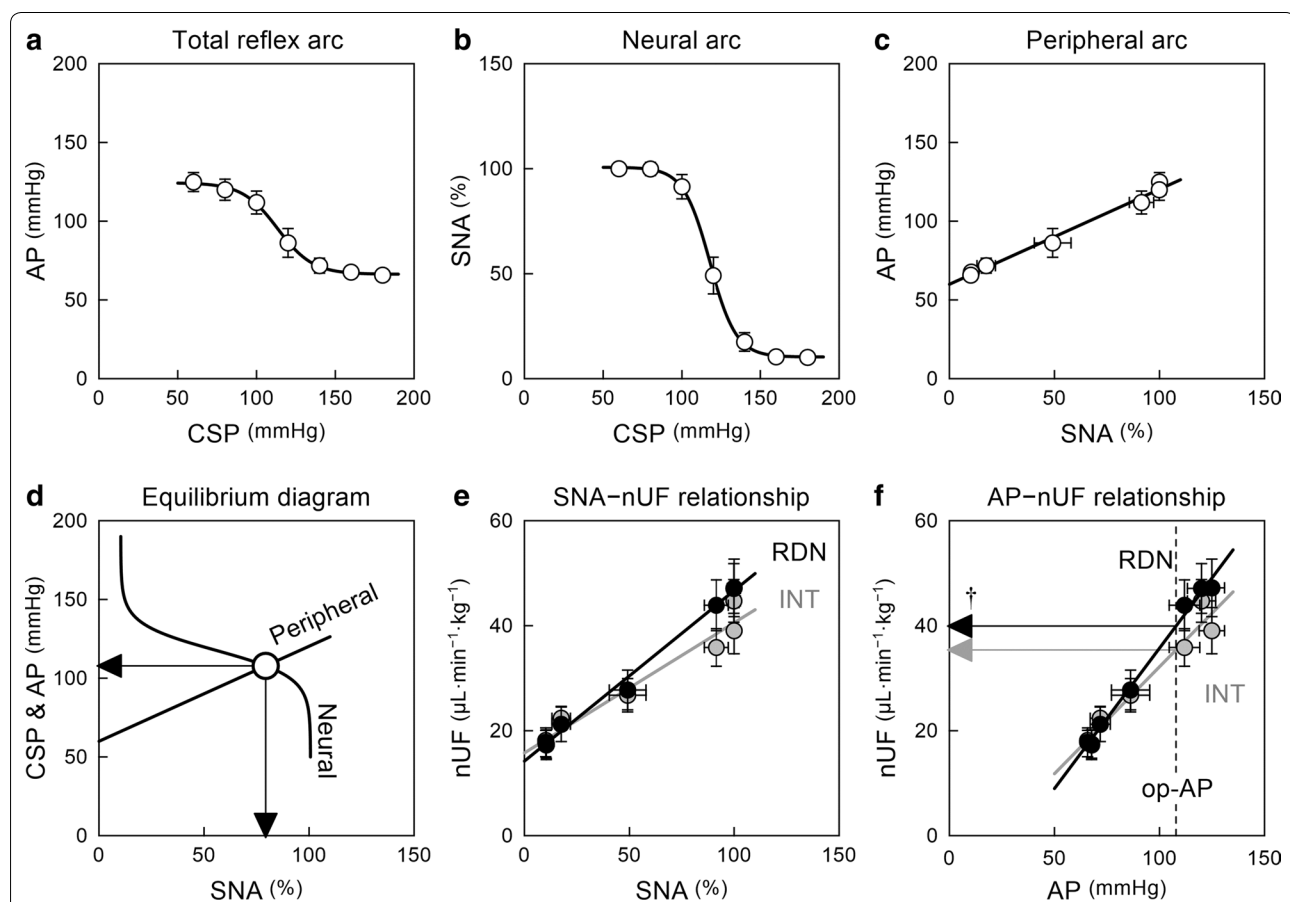 a Total reflex arc
200
150
100
50
0
AP (mmHg)
0 50 100 150 200
CSP (mmHg)
b Neural arc
150
100
50
0
SNA (%)
0 50 100 150 200
CSP (mmHg)
c Peripheral arc
200
150
100
50
0
AP (mmHg)
0 50 100 150
SNA (%)
d Equilibrium diagram
200
150
100
50
0
CSP & AP (mmHg)
Peripheral
Neural
0 50 100 150
SNA (%)
e SNA−nUF relationship
60
40
20
0
nUF (µL·min⁻¹·kg⁻¹)
RDN
INT
0 50 100 150
SNA (%)
f AP−nUF relationship
60
40
20
0
nUF (µL·min⁻¹·kg⁻¹)
RDN
†
INT
op-AP
0 50 100 150
AP (mmHg)